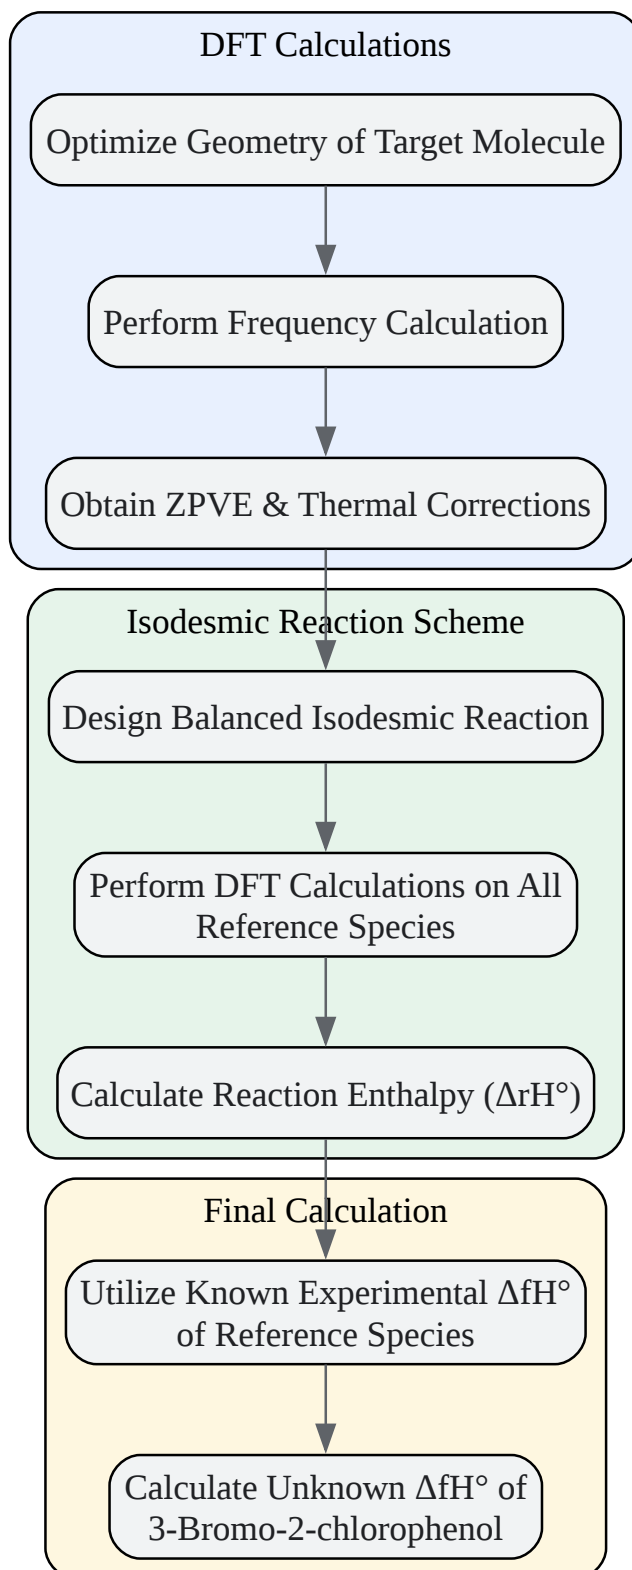 DFT Calculations
Optimize Geometry of Target Molecule
Perform Frequency Calculation
Obtain ZPVE & Thermal Corrections
Isodesmic Reaction Scheme
Design Balanced Isodesmic Reaction
Perform DFT Calculations on All
Reference Species
Calculate Reaction Enthalpy (ΔrH°)
Final Calculation
Utilize Known Experimental ΔfH°
of Reference Species
Calculate Unknown ΔfH° of
3-Bromo-2-chlorophenol